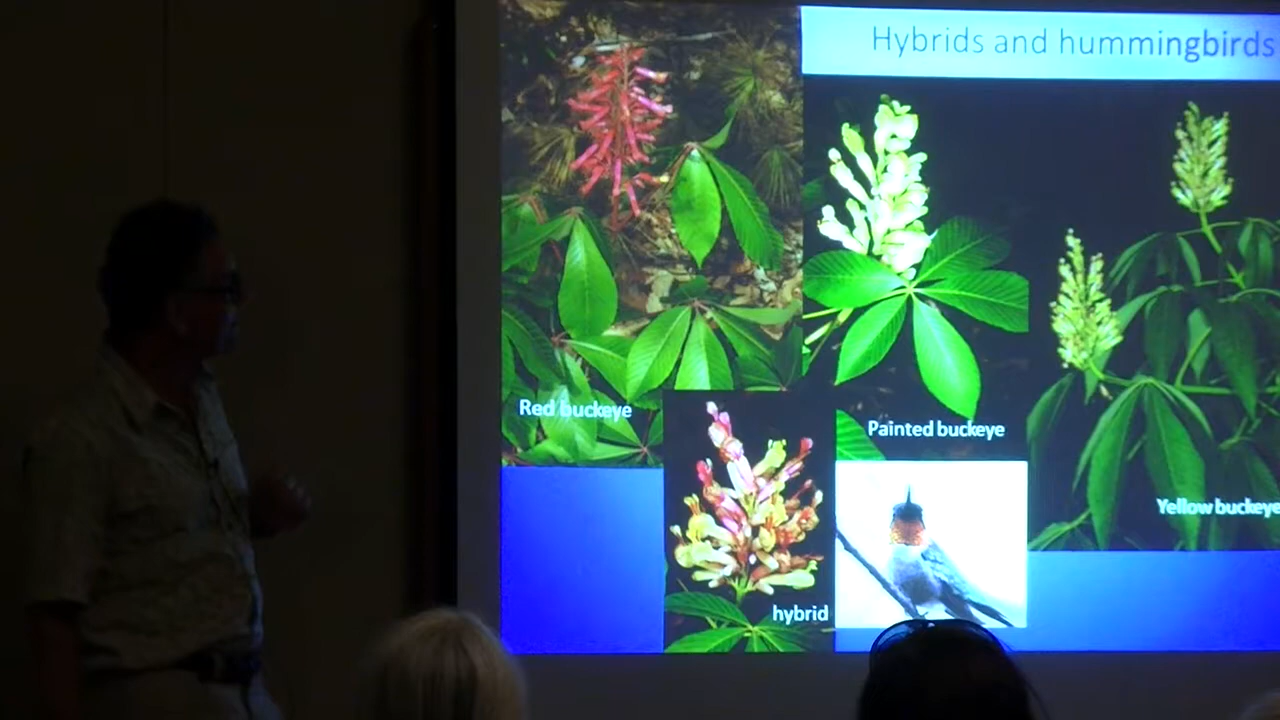 Hybrids and hummingbirds
Red buckeye
Painted buckeye
Yellow buckeye
hybrid